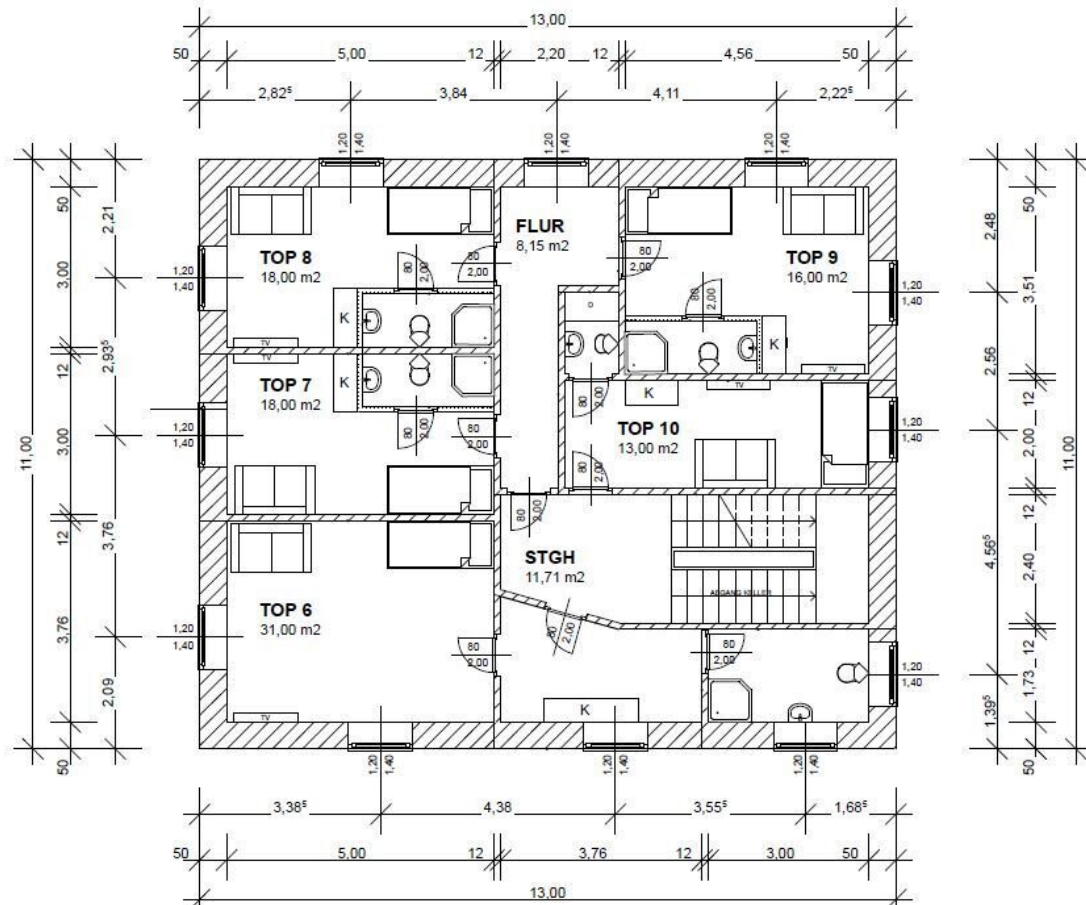 13,00
50 5,00 12 2,20 12 4,56 50
2,82⁵ 3,84 4,11 2,22⁵
1,20 1,40
1,20 1,40
1,20 1,40
11,00
50 3,00 12 3,00 12 3,76 50
2,21 2,93⁵ 3,76 2,09
1,20
1,40
1,20
1,40
1,20
1,40
TOP 8
18,00 m2
80 2,00
80
2,00
K
TV
FLUR
8,15 m2
80
2,00
TOP 9
16,00 m2
80 2,00
K
TV
TV
TOP 7
18,00 m2
K
80 2,00
80
2,00
80 2,00
K
TV
TOP 10
13,00 m2
80 2,00
80 2,00
STGH
11,71 m2
ABGANG KELLER
80 2,00
TOP 6
31,00 m2
80
2,00
TV
K
80
2,00
1,20
1,40
1,20
1,40
1,20
1,40
2,48 2,56 4,56⁵ 1,39⁵
50 3,51 12 2,00 12 2,40 12 1,73 50
11,00
1,20 1,40
1,20 1,40
1,20 1,40
3,38⁵ 4,38 3,55⁵ 1,68⁵
50 5,00 12 3,76 12 3,00 50
13,00